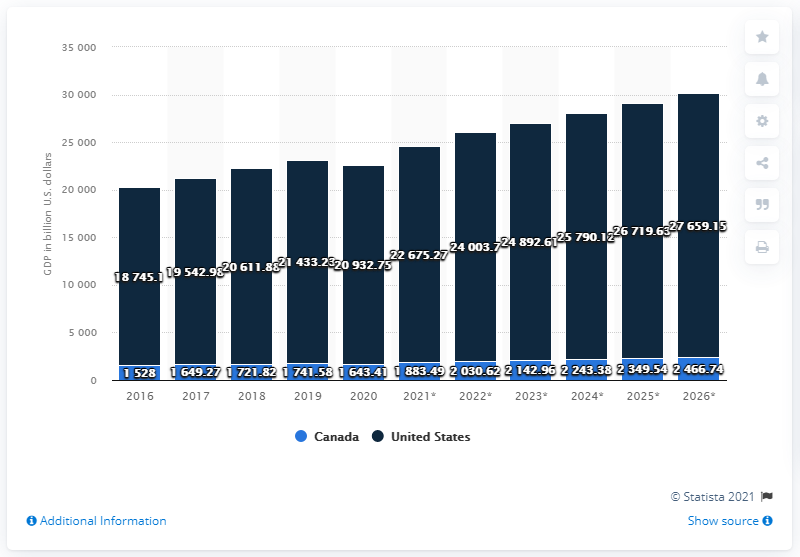 35 000
30 000
25 000
20 000
15 000
10 000
5 000
0
GDP in billion U.S. dollars
18 745.1 19 542.98 20 611.88 21 433.23 20 932.75 22 675.27 24 003.7 24 892.61 25 790.12 26 719.63 27 659.15
1 528 1 649.27 1 721.82 1 741.58 1 643.41 1 883.49 2 030.62 2 142.96 2 243.38 2 349.54 2 466.74
2016 2017 2018 2019 2020 2021* 2022* 2023* 2024* 2025* 2026*
Canada United States
© Statista 2021
Additional Information Show source